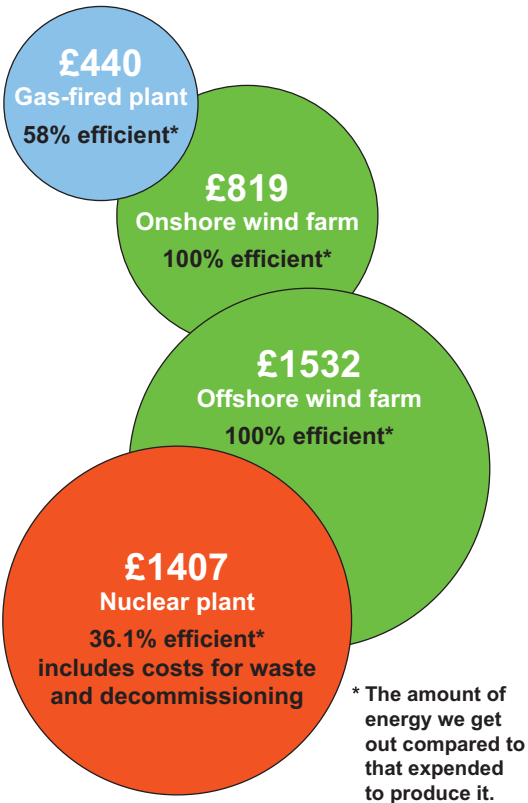 £440
Gas-fired plant
58% efficient*
£819
Onshore wind farm
100% efficient*
£1532
Offshore wind farm
100% efficient*
£1407
Nuclear plant
36.1% efficient*
includes costs for waste
and decommissioning
* The amount of
energy we get
out compared to
that expended
to produce it.